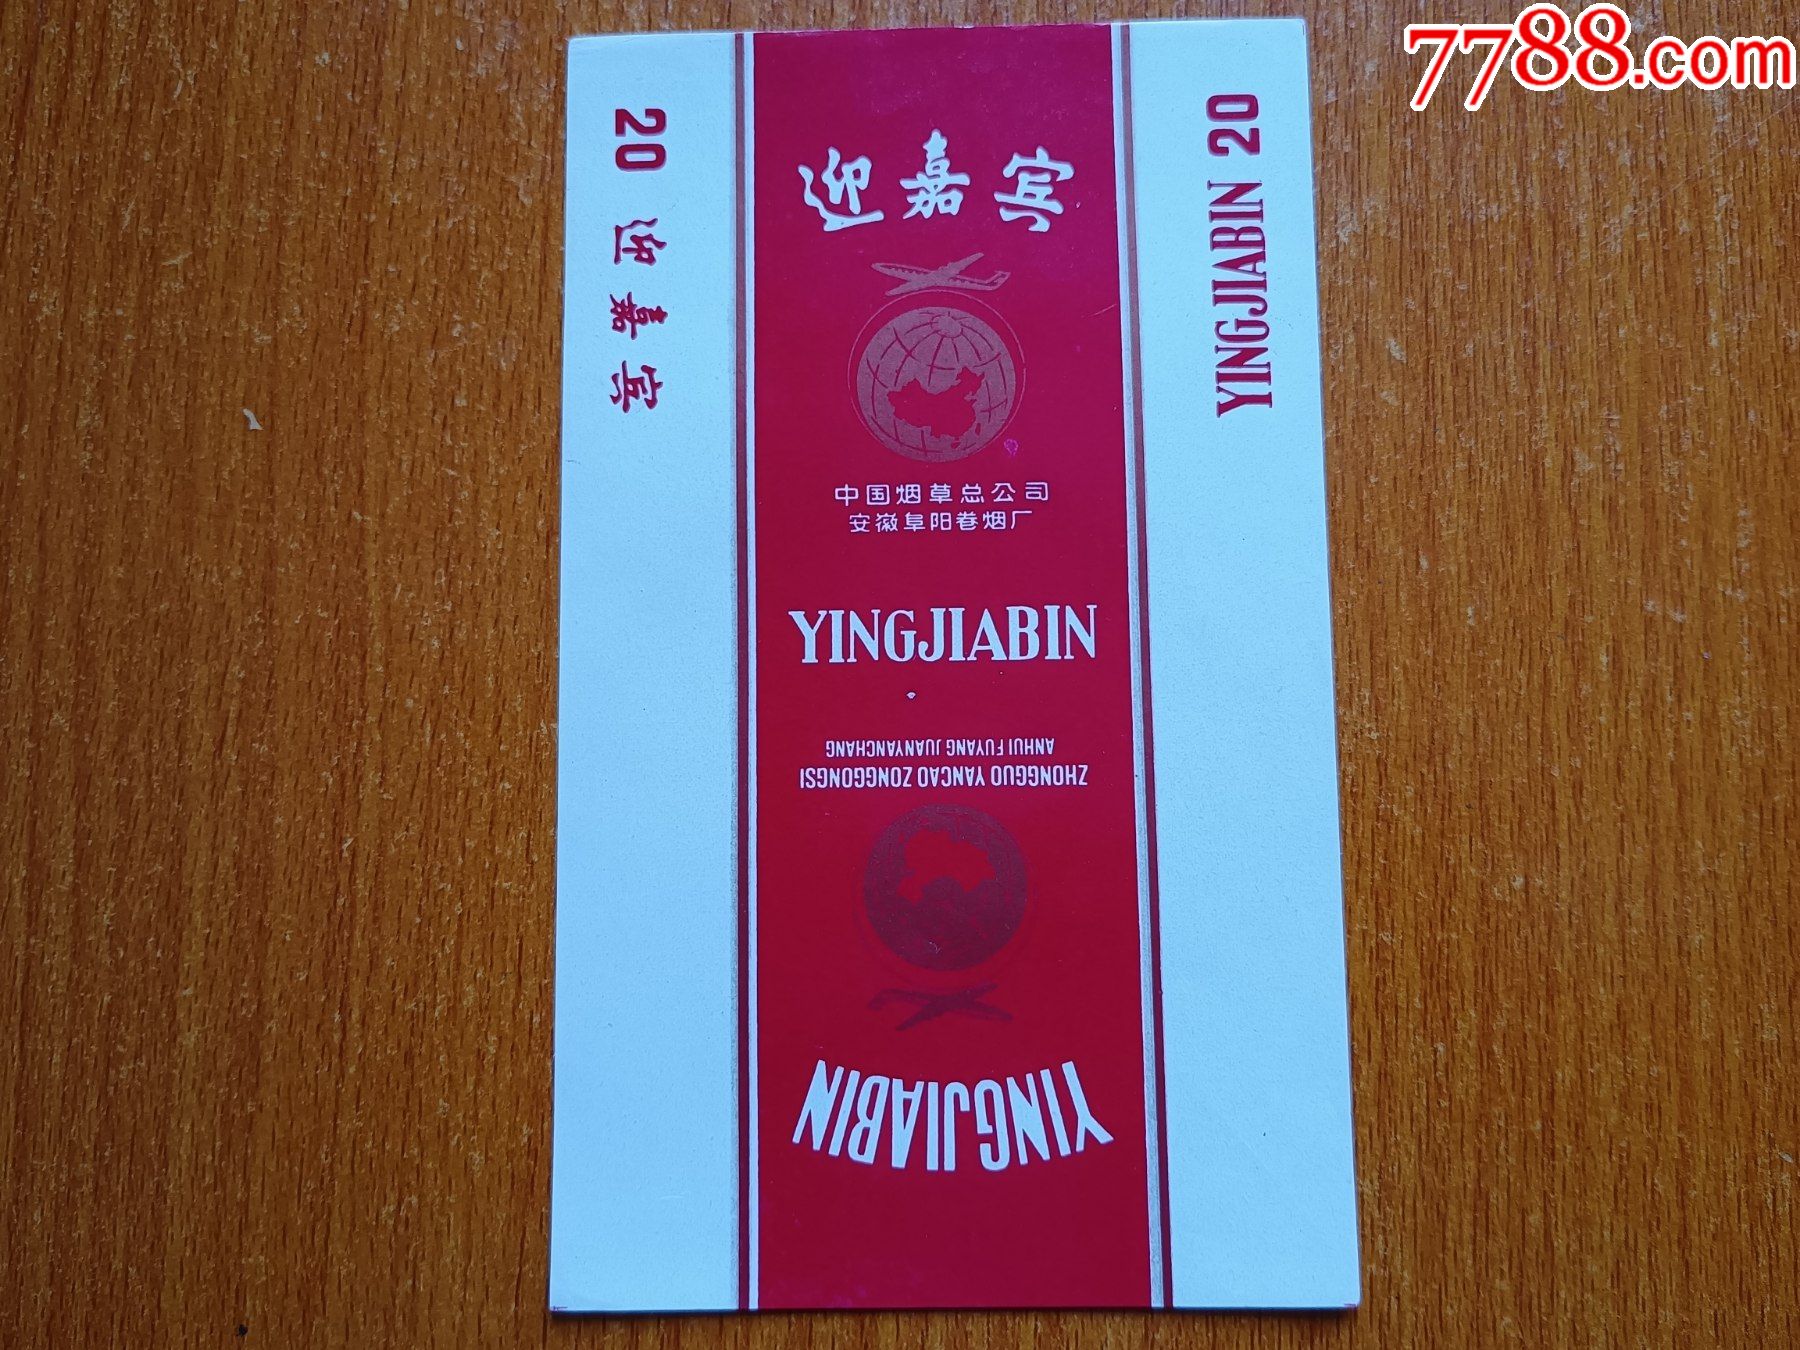 7788.com
迎嘉宾
中国烟草总公司
安徽阜阳卷烟厂
YINGJIABIN
ZHONGGUO YANCAO ZONGGONGSI
ANHUI FUYANG JUANYANCHANG
YINGJIABIN
20 迎嘉宾
YINGJIABIN 20